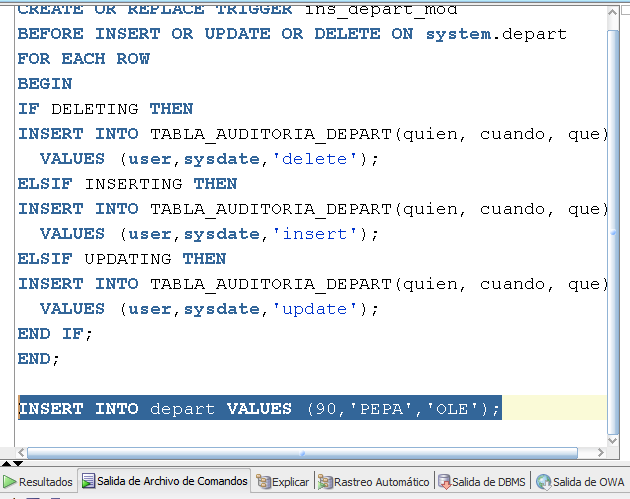 CREATE OR REPLACE TRIGGER ins_depart_mod
BEFORE INSERT OR UPDATE OR DELETE ON system.depart
FOR EACH ROW
BEGIN
IF DELETING THEN
INSERT INTO TABLA_AUDITORIA_DEPART(quien, cuando, que)
VALUES (user,sysdate,'delete');
ELSIF INSERTING THEN
INSERT INTO TABLA_AUDITORIA_DEPART(quien, cuando, que)
VALUES (user,sysdate,'insert');
ELSIF UPDATING THEN
INSERT INTO TABLA_AUDITORIA_DEPART(quien, cuando, que)
VALUES (user,sysdate,'update');
END IF;
END;
INSERT INTO depart VALUES (90,'PEPA','OLE');
Resultados Salida de Archivo de Comandos Explicar Rastreo Automático Salida de DBMS Salida de OWA